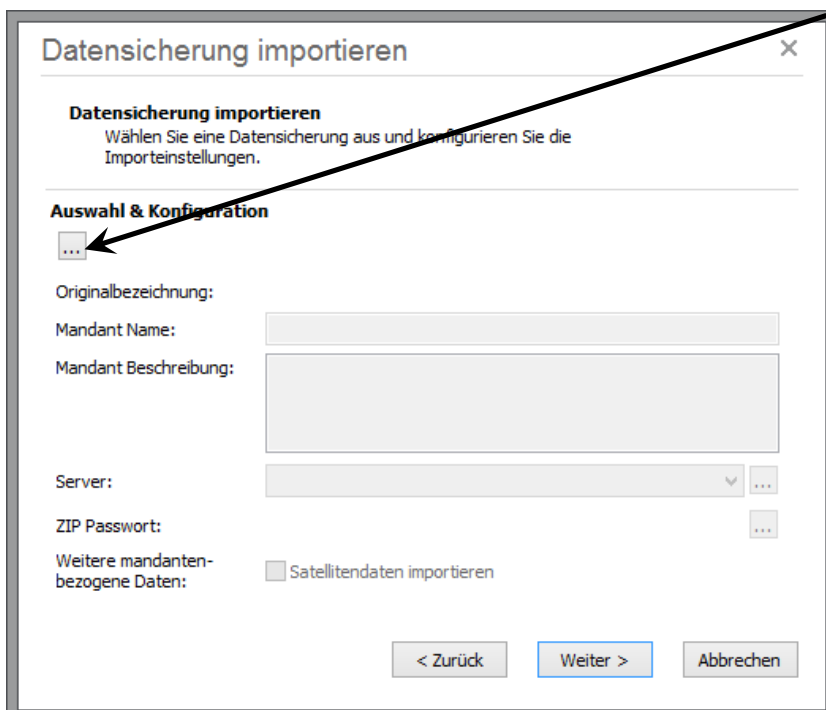 Datensicherung importieren
Datensicherung importieren
Wählen Sie eine Datensicherung aus und konfigurieren Sie die
Importeinstellungen.
Auswahl & Konfiguration
...
Originalbezeichnung:
Mandant Name:
Mandant Beschreibung:
Server:
...
ZIP Passwort:
...
Weitere mandanten-
bezogene Daten:
Satellitendaten importieren
< Zurück
Weiter >
Abbrechen